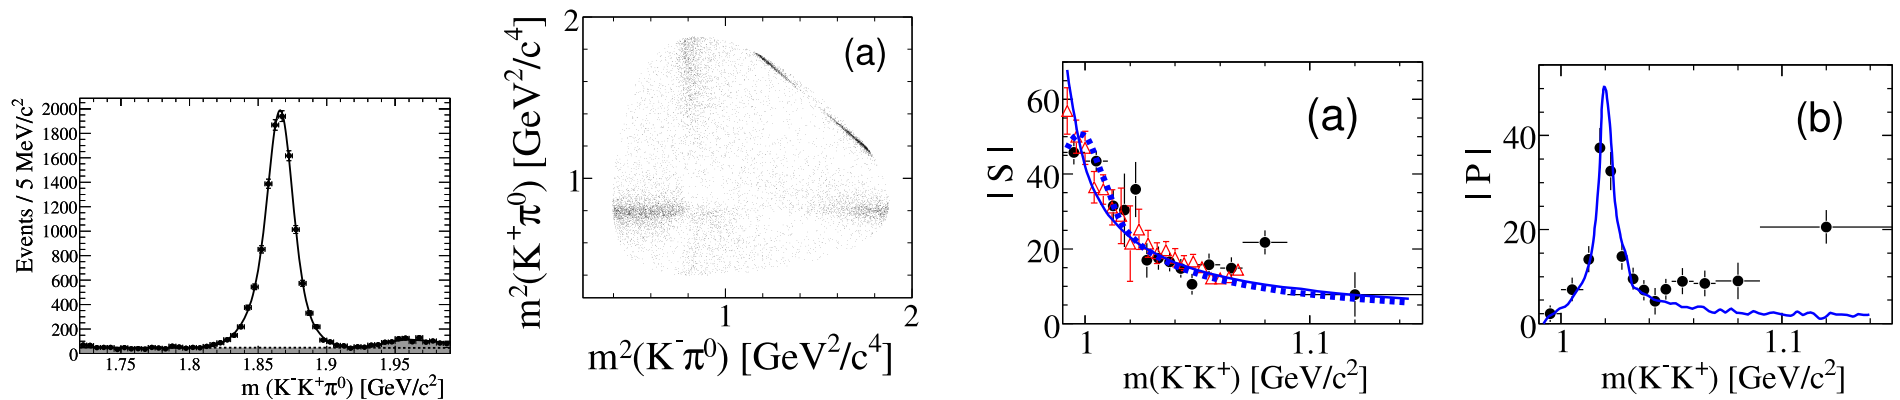 Events / 5 MeV/c²
2000
1800
1600
1400
1200
1000
800
600
400
200
0
1.75
1.8
1.85
1.9
1.95
m (K⁻K⁺π⁰) [GeV/c²]
m²(K⁺π⁰) [GeV²/c⁴]
2
1
(a)
1
2
m²(K⁻π⁰) [GeV²/c⁴]
|S|
60
40
20
0
(a)
1
1.1
m(K⁻K⁺) [GeV/c²]
|P|
40
20
0
(b)
1
1.1
m(K⁻K⁺) [GeV/c²]